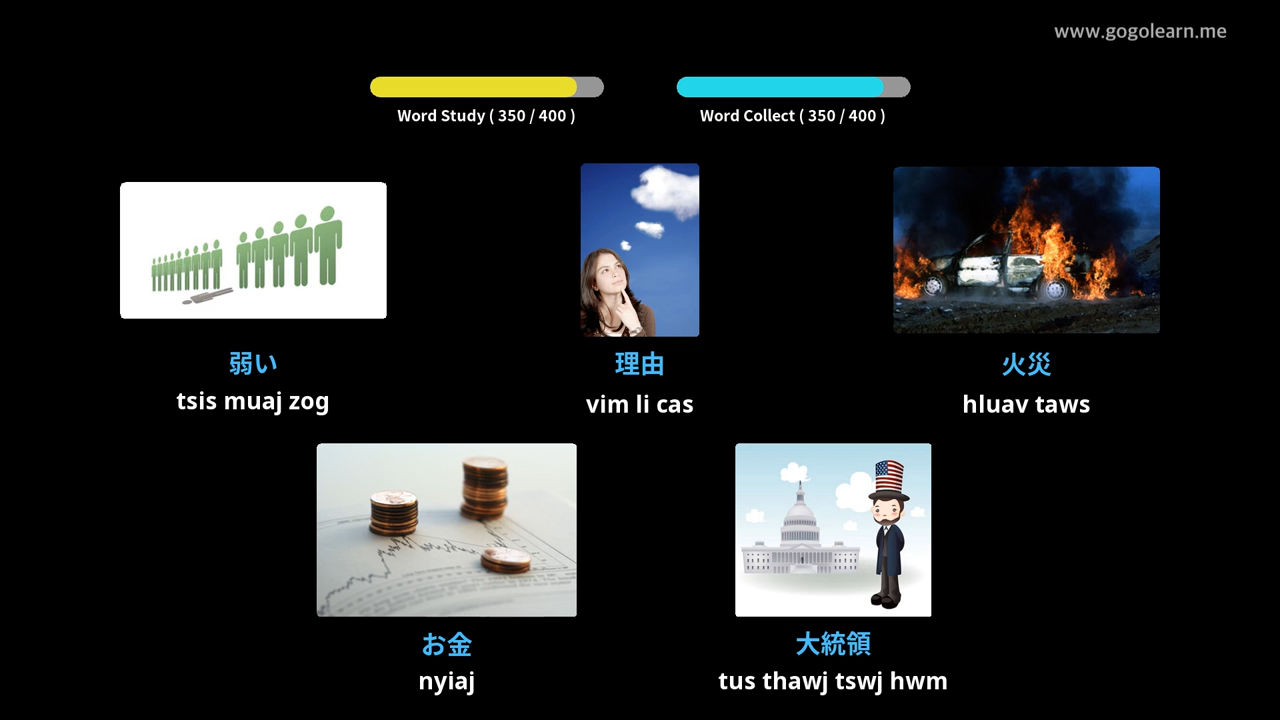 www.gogolearn.me
Word Study ( 350 / 400 )
Word Collect ( 350 / 400 )
弱い
tsis muaj zog
理由
vim li cas
火災
hluav taws
お金
nyiaj
大統領
tus thawj tswj hwm